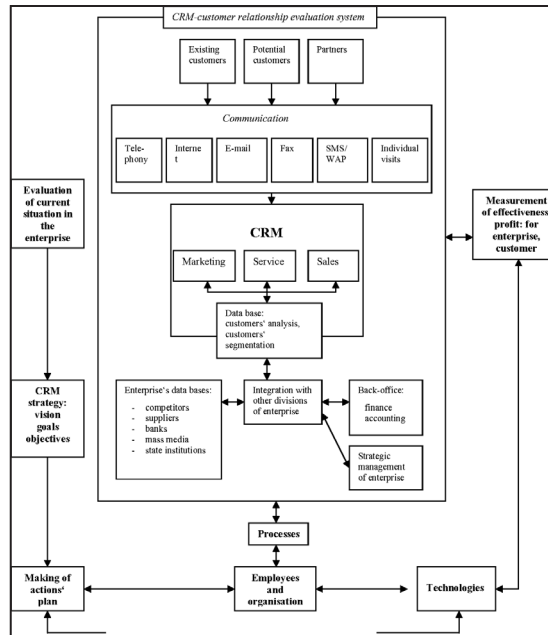 CRM-customer relationship evaluation system
Existing
customers
Potential
customers
Partners
Communication
Tele-
phony
Interne
t
E-mail
Fax
SMS/
WAP
Individual
visits
Evaluation
of current
situation in
the
enterprise
Measurement
of effectiveness
profit: for
enterprise,
customer
CRM
Marketing
Service
Sales
Data base:
customers' analysis,
customers'
segmentation
CRM
strategy:
vision
goals
objectives
Enterprise's data bases:
- competitors
- suppliers
- banks
- mass media
- state institutions
Integration with
other divisions
of enterprise
Back-office:
finance
accounting
Strategic
management
of enterprise
Processes
Making of
actions'
plan
Employees and
organisation
Technologies